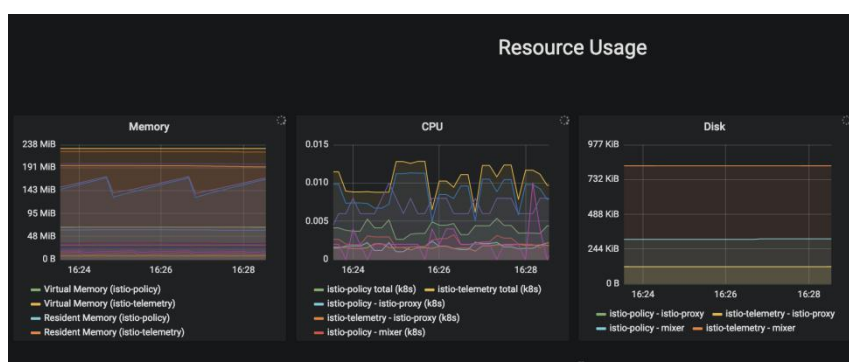 Resource Usage
Memory
238 MiB
191 MiB
143 MiB
95 MiB
48 MiB
0 B
16:24 16:26 16:28
Virtual Memory (istio-policy)
Virtual Memory (istio-telemetry)
Resident Memory (istio-policy)
Resident Memory (istio-telemetry)
CPU
0.015
0.010
0.005
0
16:24 16:26 16:28
istio-policy total (k8s) istio-telemetry total (k8s)
istio-policy - istio-proxy (k8s)
istio-telemetry - istio-proxy (k8s)
istio-policy - mixer (k8s)
Disk
977 KiB
732 KiB
488 KiB
244 KiB
0 B
16:24 16:26 16:28
istio-policy - istio-proxy istio-telemetry - istio-proxy
istio-policy - mixer istio-telemetry - mixer